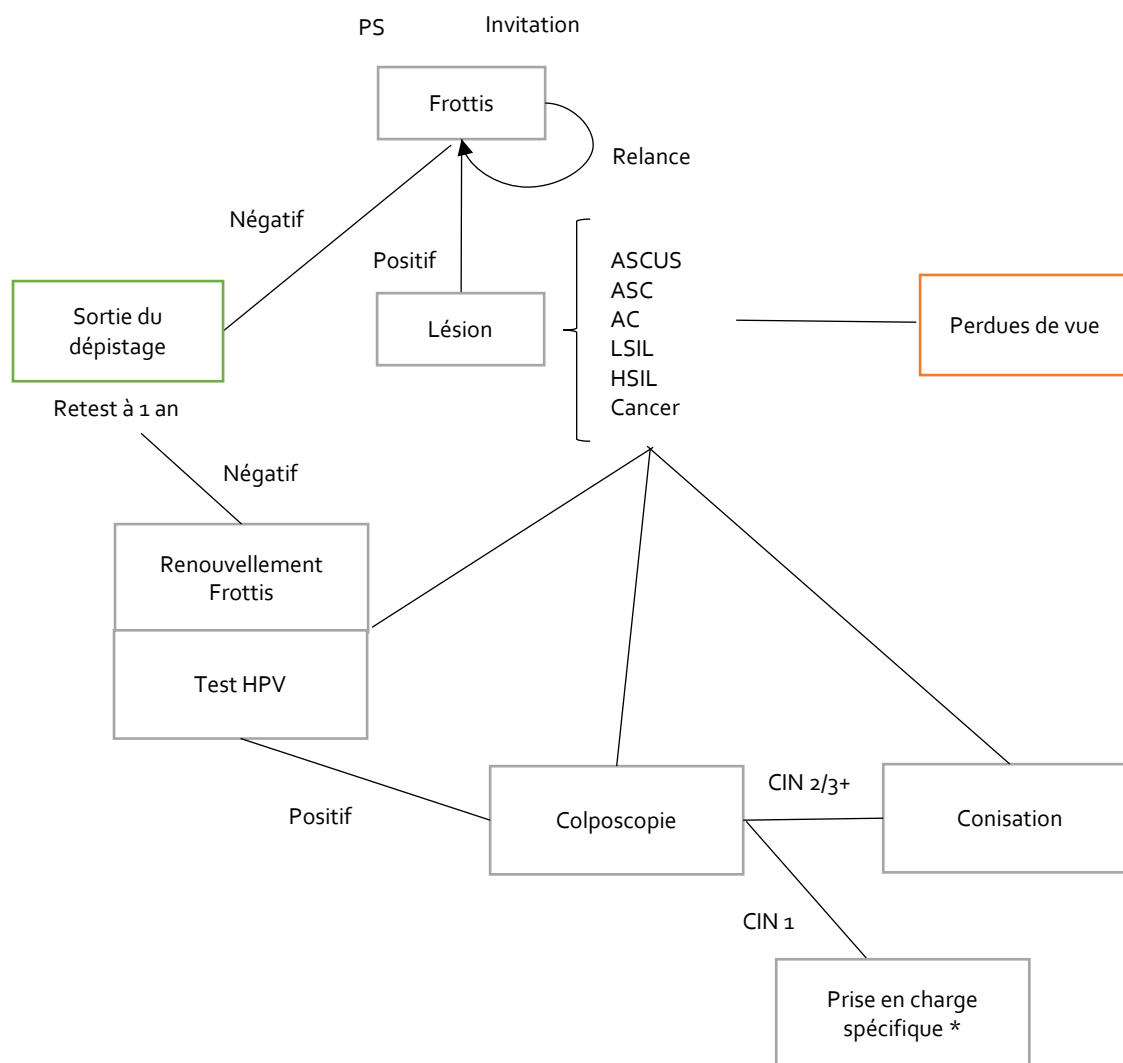 PS
Invitation
Frottis
Relance
Négatif
Positif
Sortie du
dépistage
Lésion
ASCUS
ASC
AC
LSIL
HSIL
Cancer
Perdues de vue
Retest à 1 an
Négatif
Renouvellement
Frottis
Test HPV
Positif
Colposcopie
CIN 2/3+
Conisation
CIN 1
Prise en charge
spécifique *